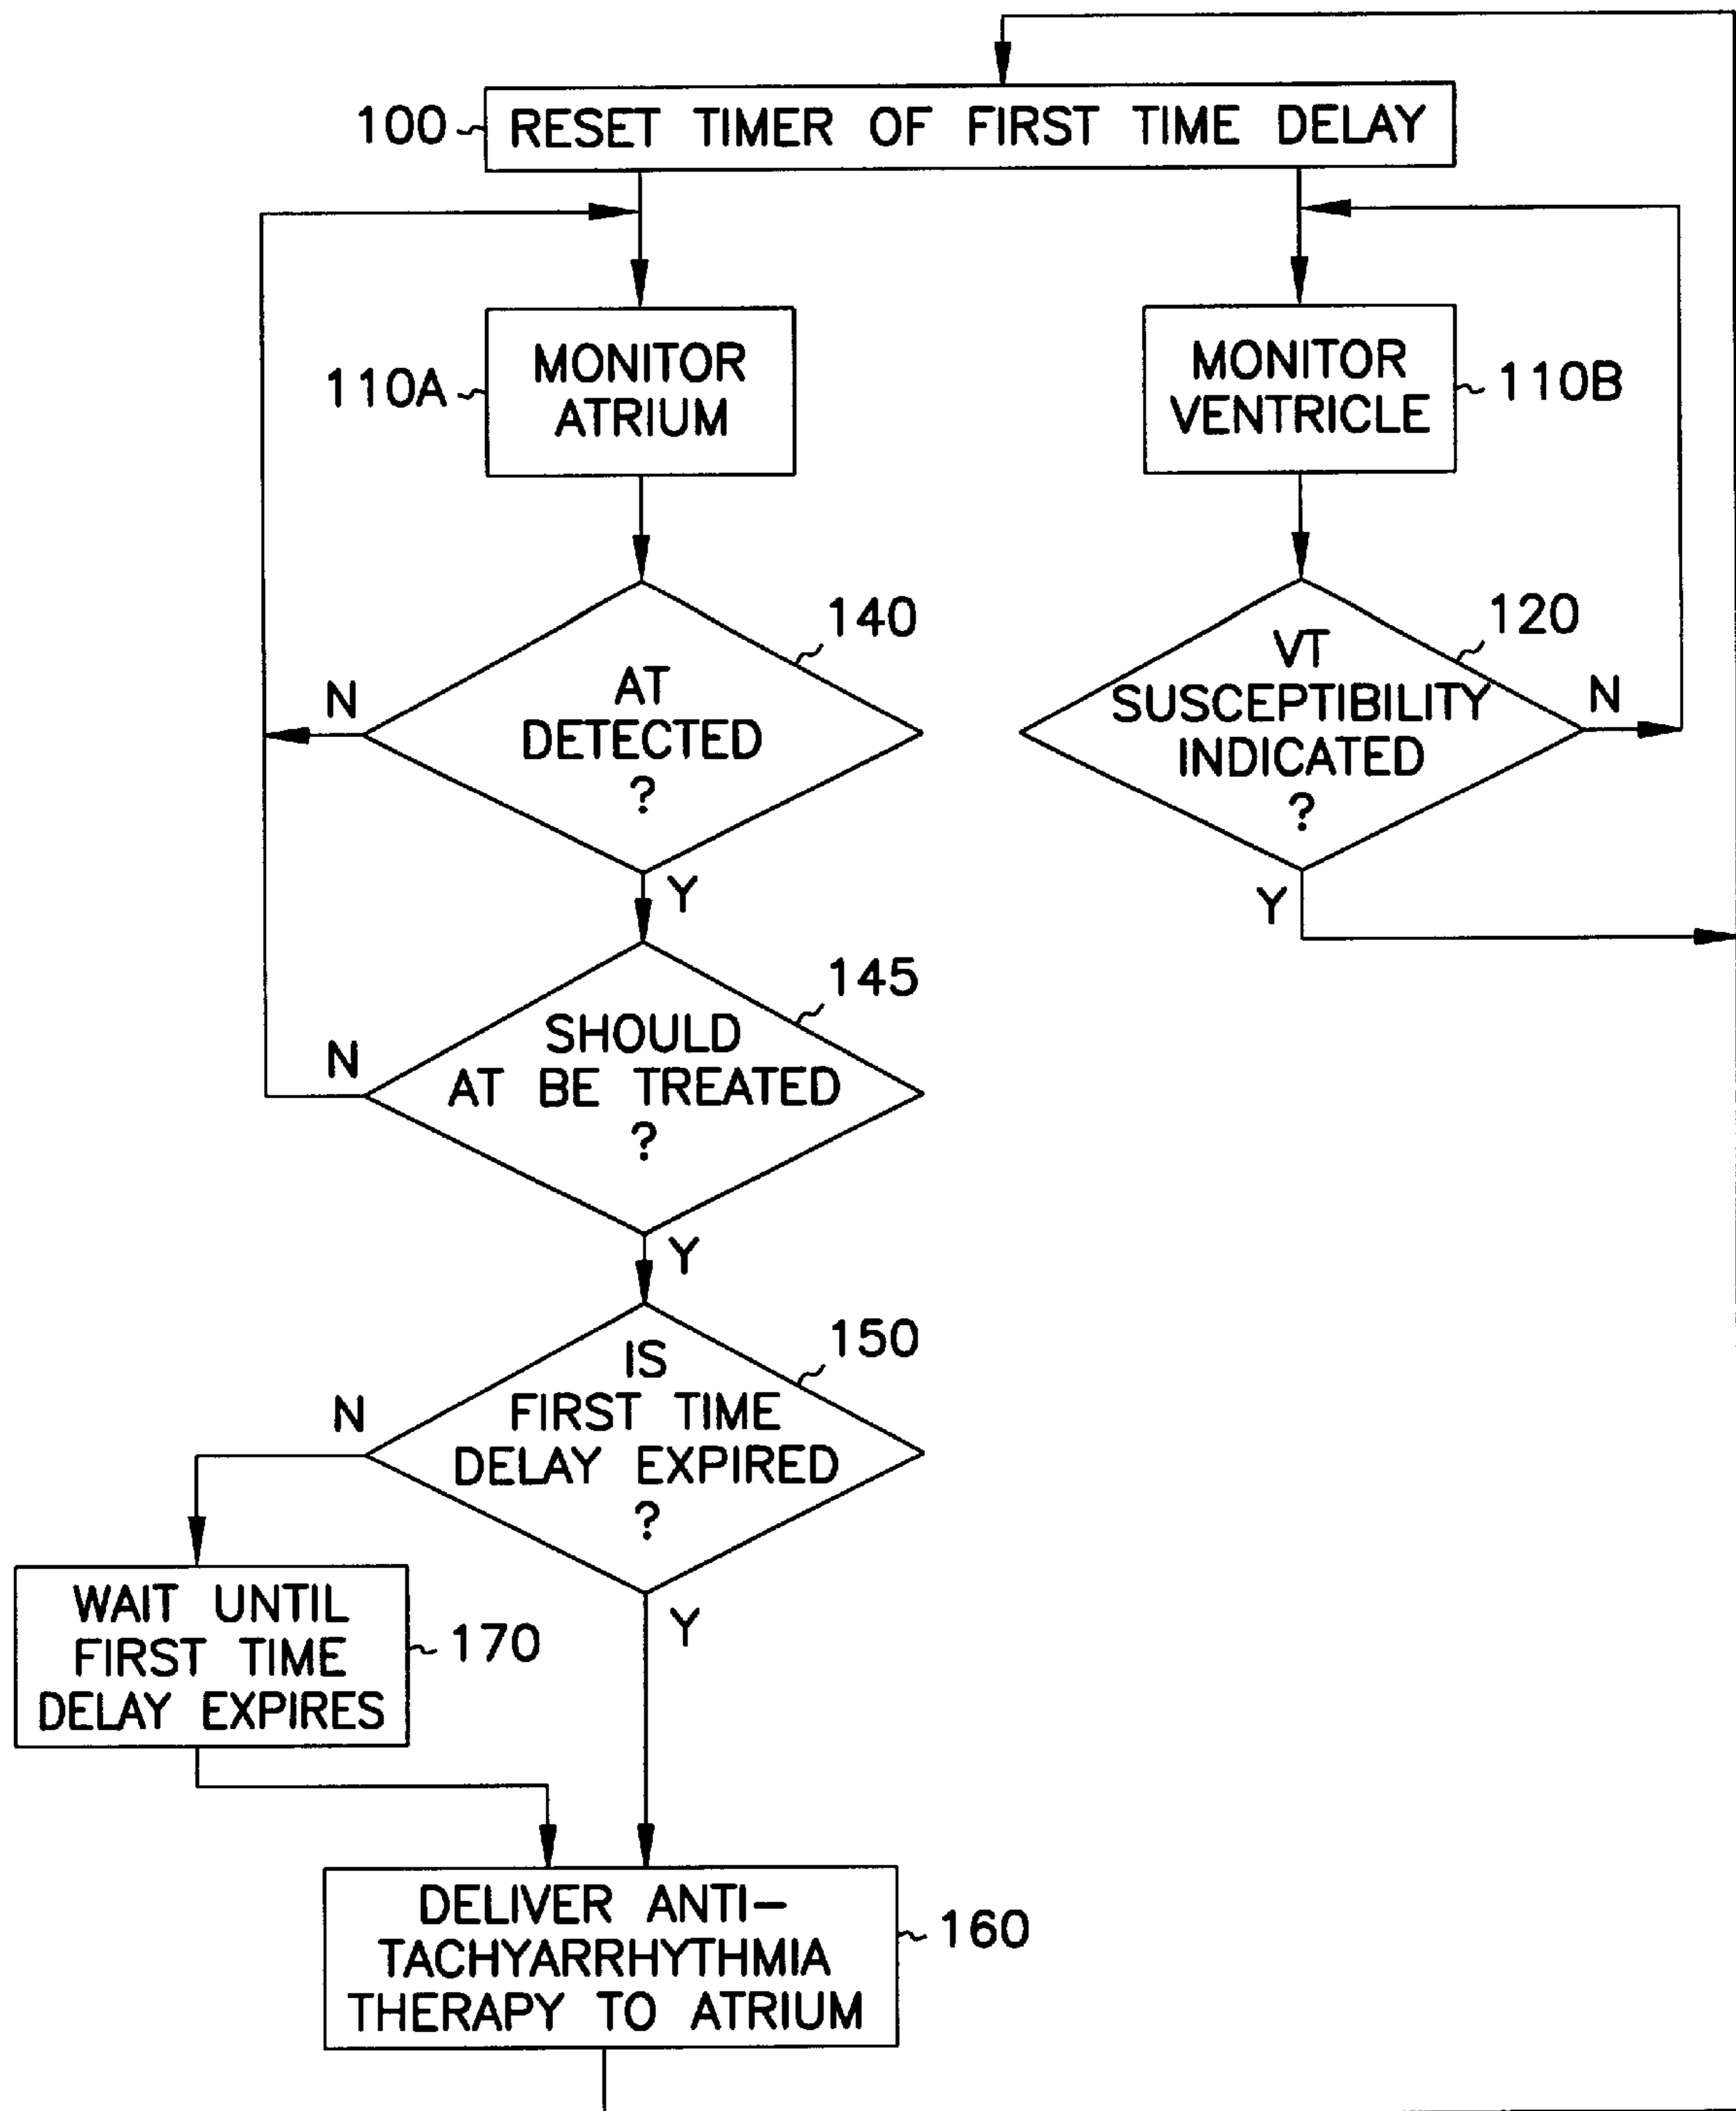 100
RESET TIMER OF FIRST TIME DELAY
110A
MONITOR
ATRIUM
MONITOR
VENTRICLE
110B
140
AT
DETECTED
?
N
Y
120
VT
SUSCEPTIBILITY
INDICATED
?
N
Y
145
SHOULD
AT BE TREATED
?
N
Y
150
IS
FIRST TIME
DELAY EXPIRED
?
N
Y
WAIT UNTIL
FIRST TIME
DELAY EXPIRES
170
DELIVER ANTI-
TACHYARRHYTHMIA
THERAPY TO ATRIUM
160